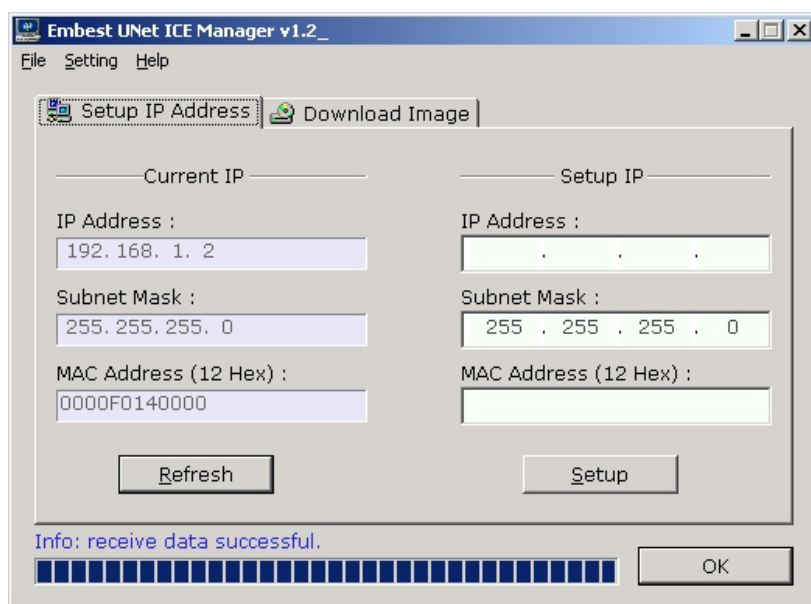 Embest UNet ICE Manager v1.2_
File Setting Help
Setup IP Address Download Image
Current IP
IP Address :
192. 168. 1. 2
Subnet Mask :
255. 255. 255. 0
MAC Address (12 Hex) :
0000F0140000
Refresh
Setup IP
IP Address :
. . .
Subnet Mask :
255 . 255 . 255 . 0
MAC Address (12 Hex) :
Setup
Info: receive data successful.
OK